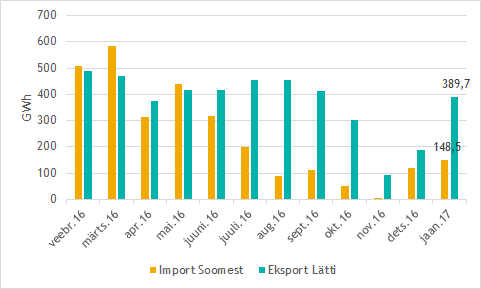 700
600
500
400
300
200
100
0
GWh
389,7
148,5
veebr.16
märts.16
apr.16
mai.16
juuni.16
juuli.16
aug.16
sept.16
okt.16
nov.16
dets.16
jaan.17
Import Soomest
Eksport Lätti